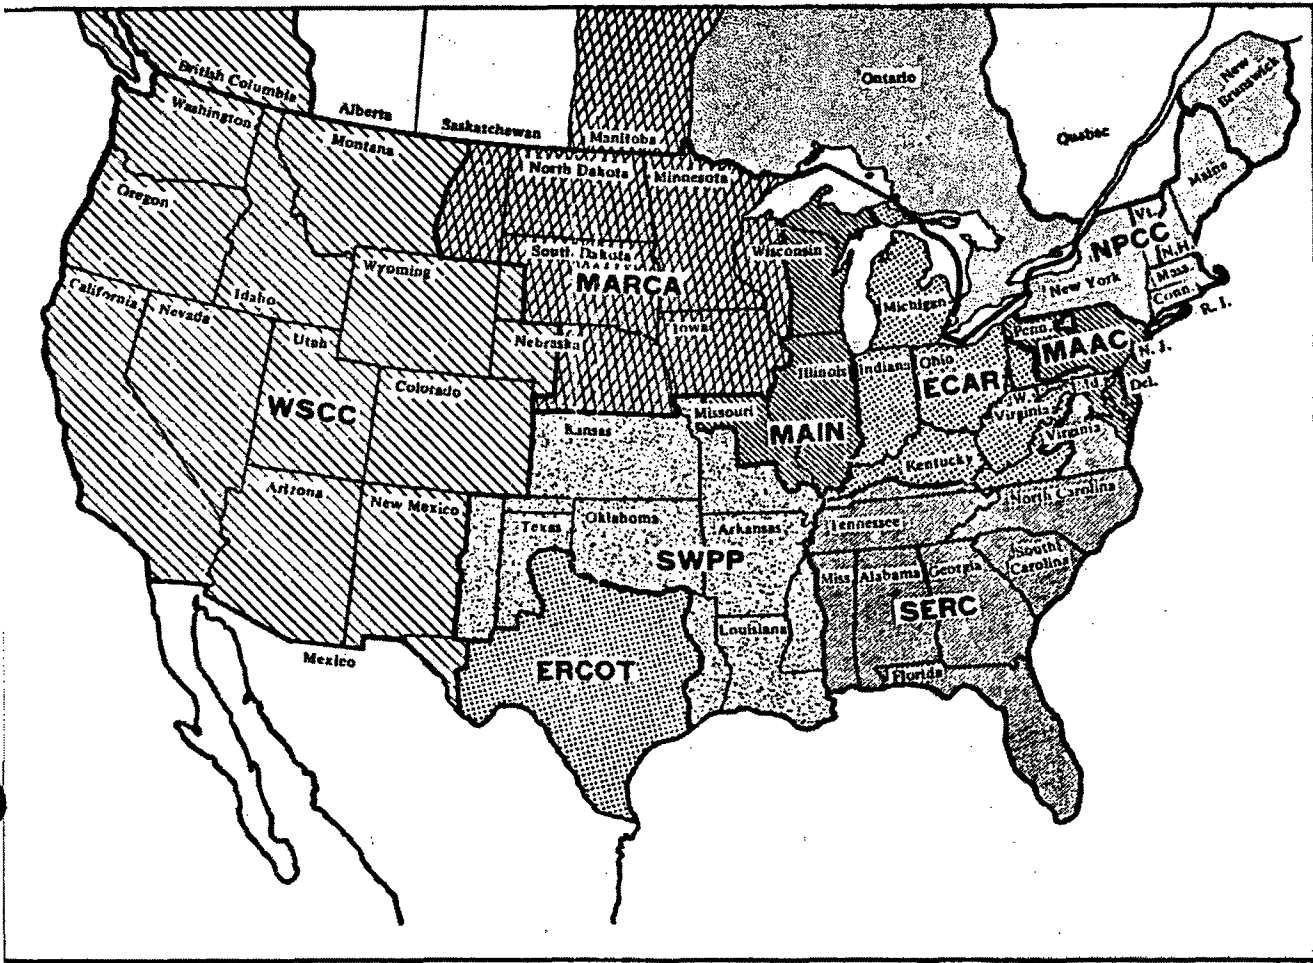 British Columbia
Washington
Alberta
Saskatchewan
Manitoba
Ontario
Quebec
New
Brunswick
Maine
Montana
North Dakota
Minnesota
Oregon
Idaho
Wyoming
South Dakota
MARCA
Wisconsin
Michigan
Vt.
NPCC
N.H.
New York
Mass.
Conn.
R. I.
California
Nevada
Utah
Colorado
WSCC
Nebraska
Iowa
Illinois
Indiana
Ohio
ECAR
Penn.
MAAC
N. J.
Del.
Md.
W.
Virginia
Virginia
Missouri
MAIN
Kansas
Kentucky
Arizona
New Mexico
Texas
Oklahoma
Arkansas
SWPP
Tennessee
North Carolina
South
Carolina
Miss.
Alabama
Georgia
SERC
Louisiana
Florida
ERCOT
Mexico